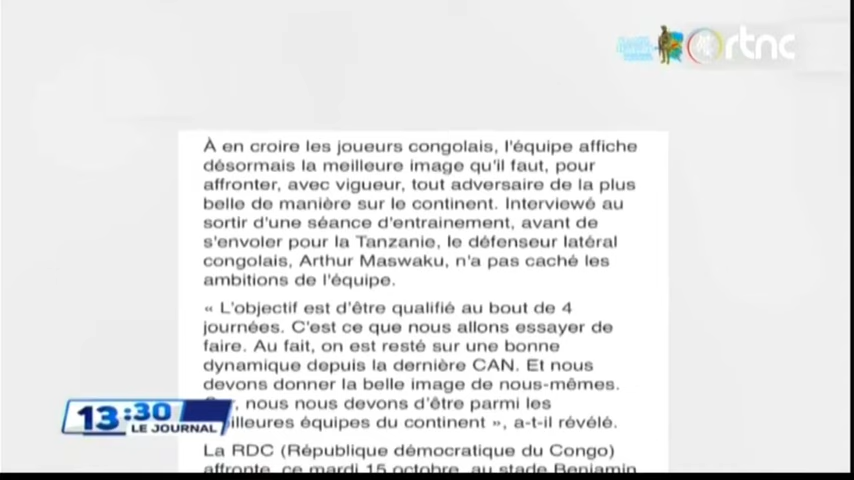 rtnc
À en croire les joueurs congolais, l'équipe affiche
désormais la meilleure image qu'il faut, pour
affronter, avec vigueur, tout adversaire de la plus
belle de manière sur le continent. Interviewé au
sortir d'une séance d'entrainement, avant de
s'envoler pour la Tanzanie, le défenseur latéral
congolais, Arthur Maswaku, n'a pas caché les
ambitions de l'équipe.
« L'objectif est d'être qualifié au bout de 4
journées. C'est ce que nous allons essayer de
faire. Au fait, on est resté sur une bonne
dynamique depuis la dernière CAN. Et nous
devons donner la belle image de nous-mêmes.
nous nous devons d'être parmi les
illeures équipes du continent », a-t-il révélé.
La RDC (République démocratique du Congo)
affronte, ce mardi 15 octobre, au stade Benjamin
13:30
LE JOURNAL